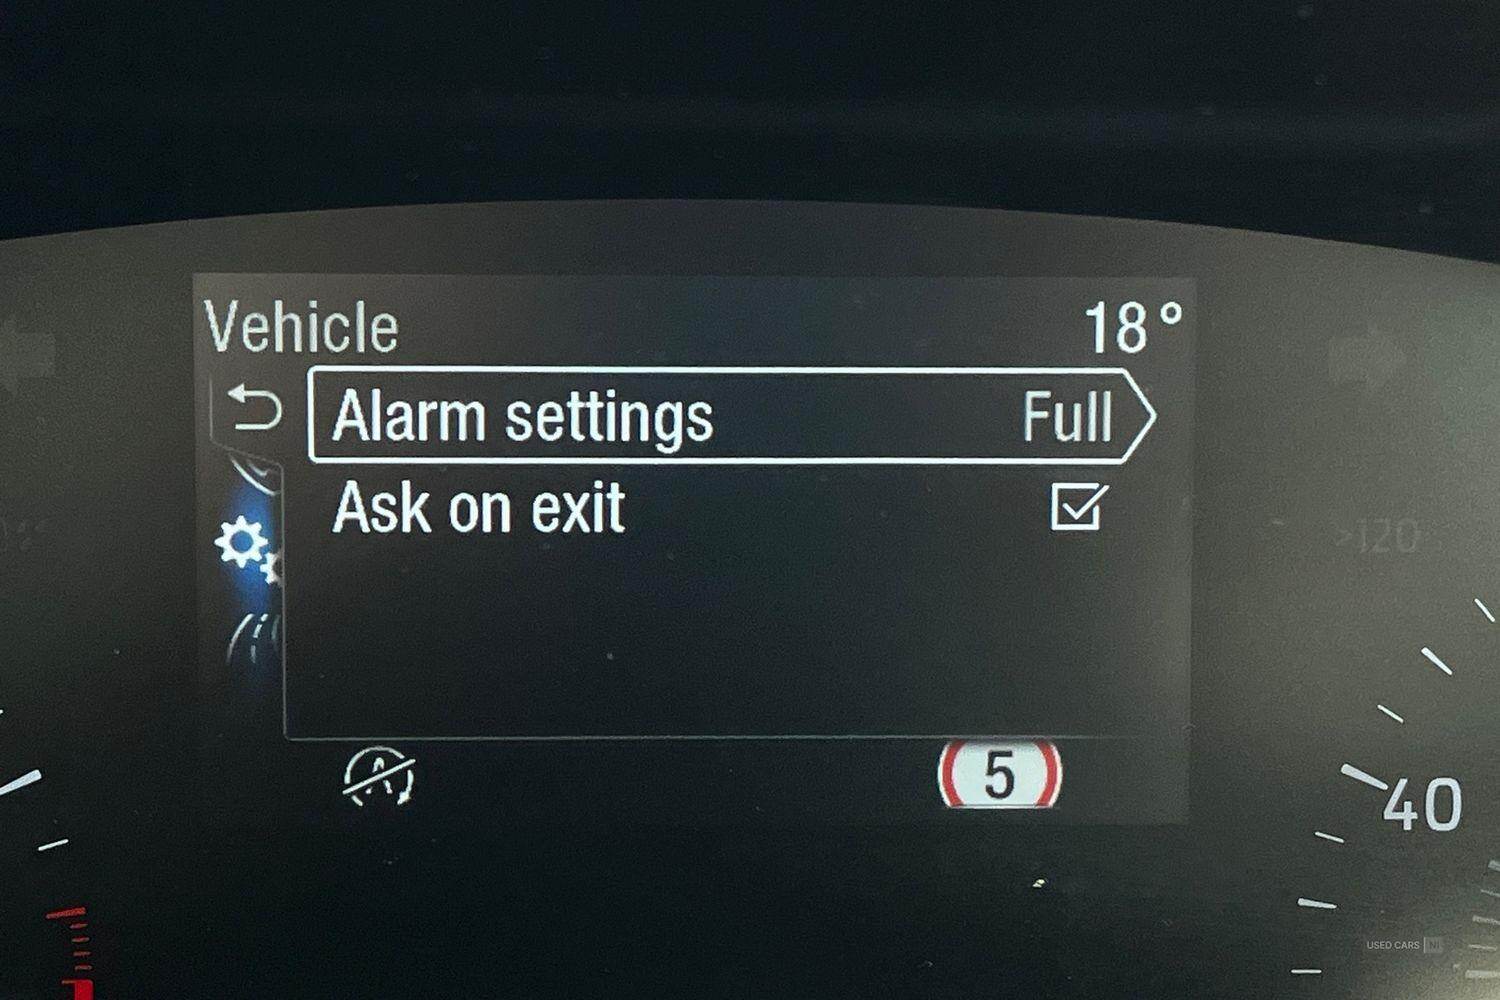 Vehicle 18°
Alarm settings Full
Ask on exit
5
>120
40
USED CARS NI